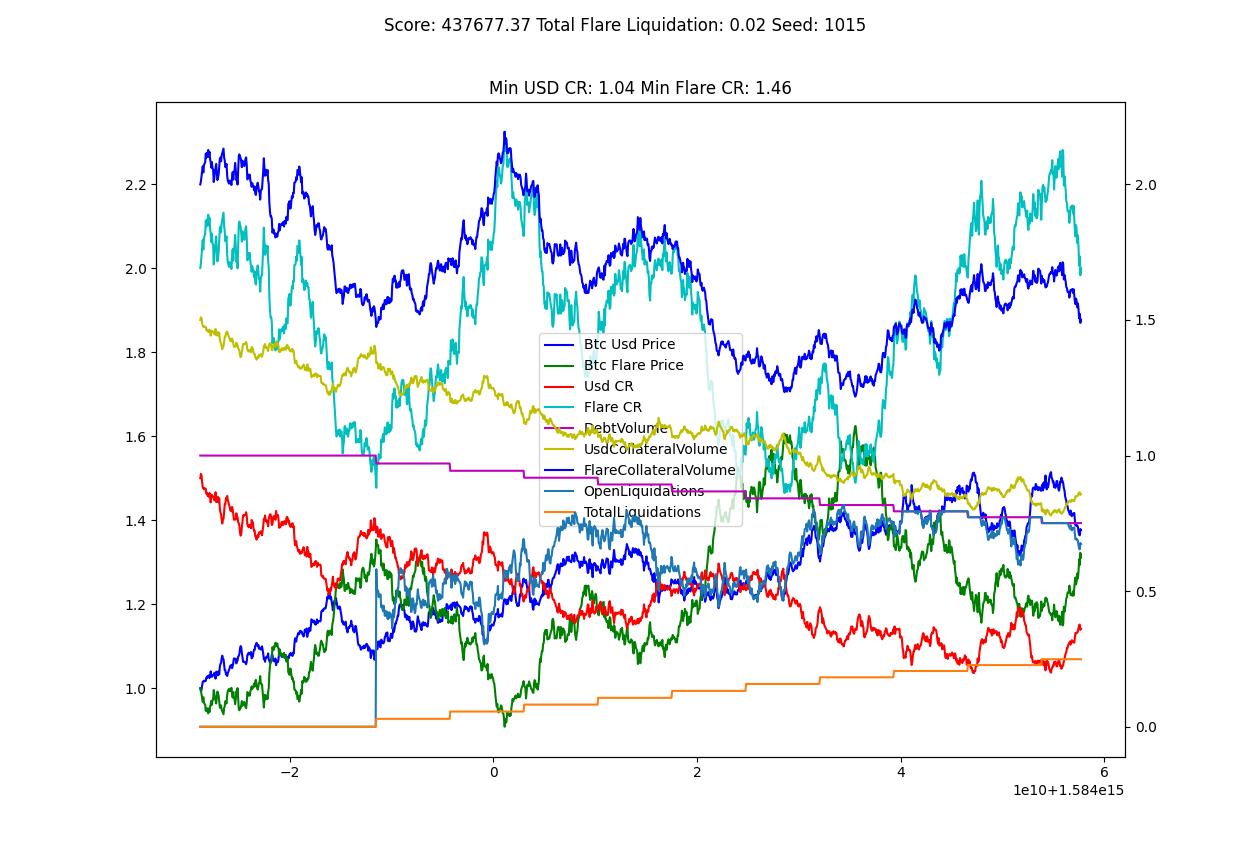 Score: 437677.37 Total Flare Liquidation: 0.02 Seed: 1015
Min USD CR: 1.04 Min Flare CR: 1.46
2.2
2.0
1.8
1.6
1.4
1.2
1.0
2.0
1.5
1.0
0.5
0.0
Btc Usd Price
Btc Flare Price
Usd CR
Flare CR
DebtVolume
UsdCollateralVolume
FlareCollateralVolume
OpenLiquidations
TotalLiquidations
−2 0 2 4 6
1e10+1.584e15